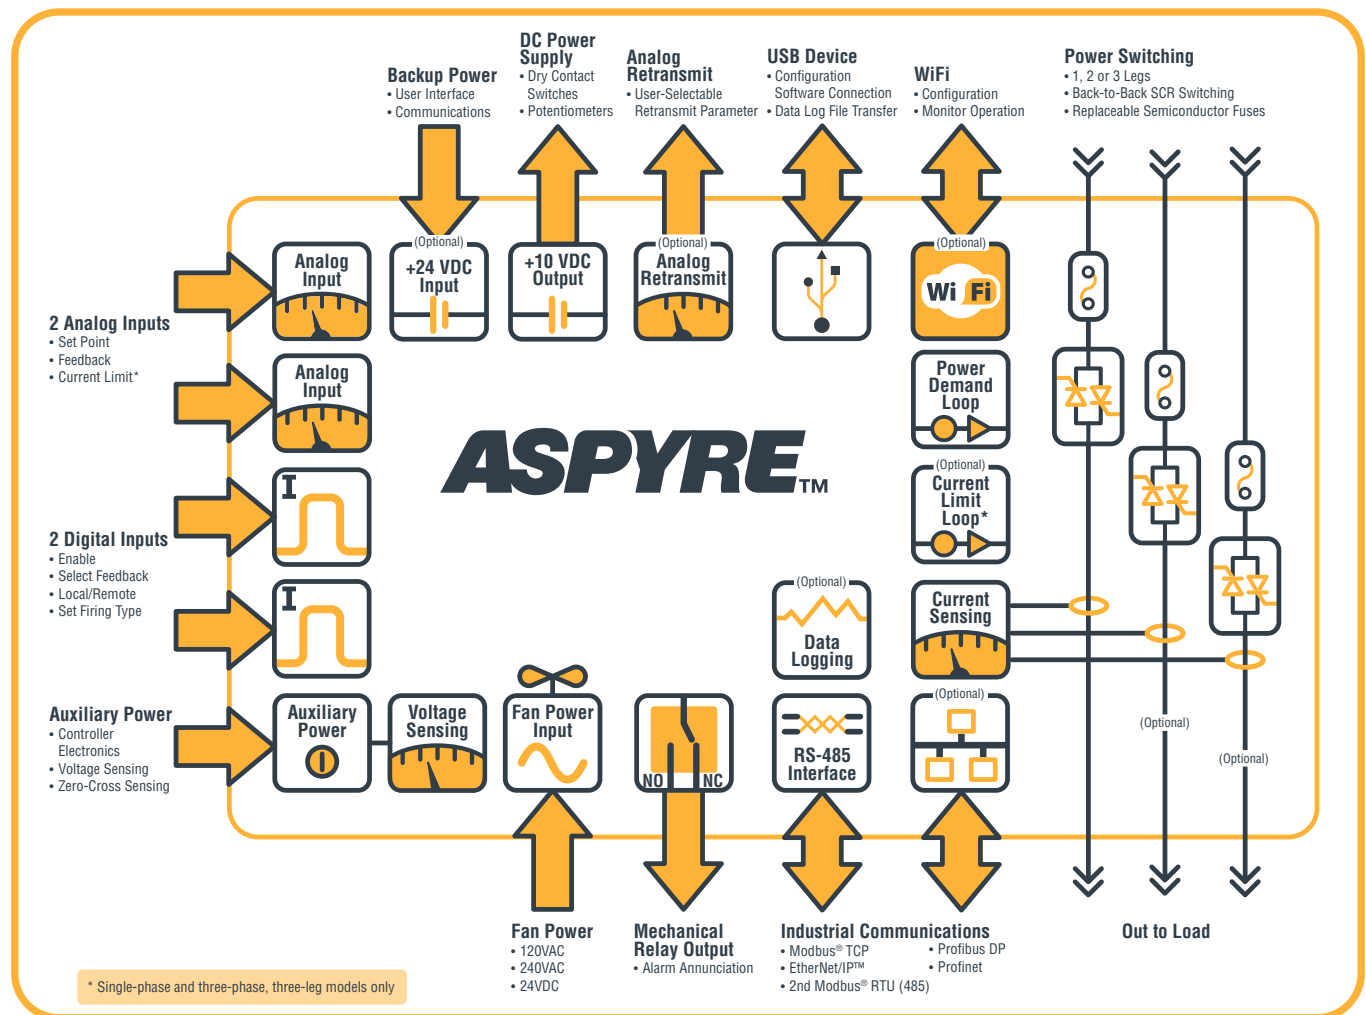 Backup Power
• User Interface
• Communications
DC Power
Supply
• Dry Contact
Switches
• Potentiometers
Analog
Retransmit
• User-Selectable
Retransmit Parameter
USB Device
• Configuration
Software Connection
• Data Log File Transfer
WiFi
• Configuration
• Monitor Operation
Power Switching
• 1, 2 or 3 Legs
• Back-to-Back SCR Switching
• Replaceable Semiconductor Fuses
2 Analog Inputs
• Set Point
• Feedback
• Current Limit*
Analog
Input
(Optional)
+24 VDC
Input
+10 VDC
Output
(Optional)
Analog
Retransmit
(Optional)
Wi Fi
Analog
Input
Power
Demand
Loop
ASPYRE™
(Optional)
Current
Limit
Loop*
2 Digital Inputs
• Enable
• Select Feedback
• Local/Remote
• Set Firing Type
I
I
(Optional)
Data
Logging
Current
Sensing
Auxiliary Power
• Controller
Electronics
• Voltage Sensing
• Zero-Cross Sensing
Auxiliary
Power
Voltage
Sensing
Fan Power
Input
NO
NC
RS-485
Interface
(Optional)
(Optional)
(Optional)
Fan Power
• 120VAC
• 240VAC
• 24VDC
Mechanical
Relay Output
• Alarm Annunciation
Industrial Communications
• Modbus® TCP
• EtherNet/IP™
• 2nd Modbus® RTU (485)
• Profibus DP
• Profinet
Out to Load
* Single-phase and three-phase, three-leg models only